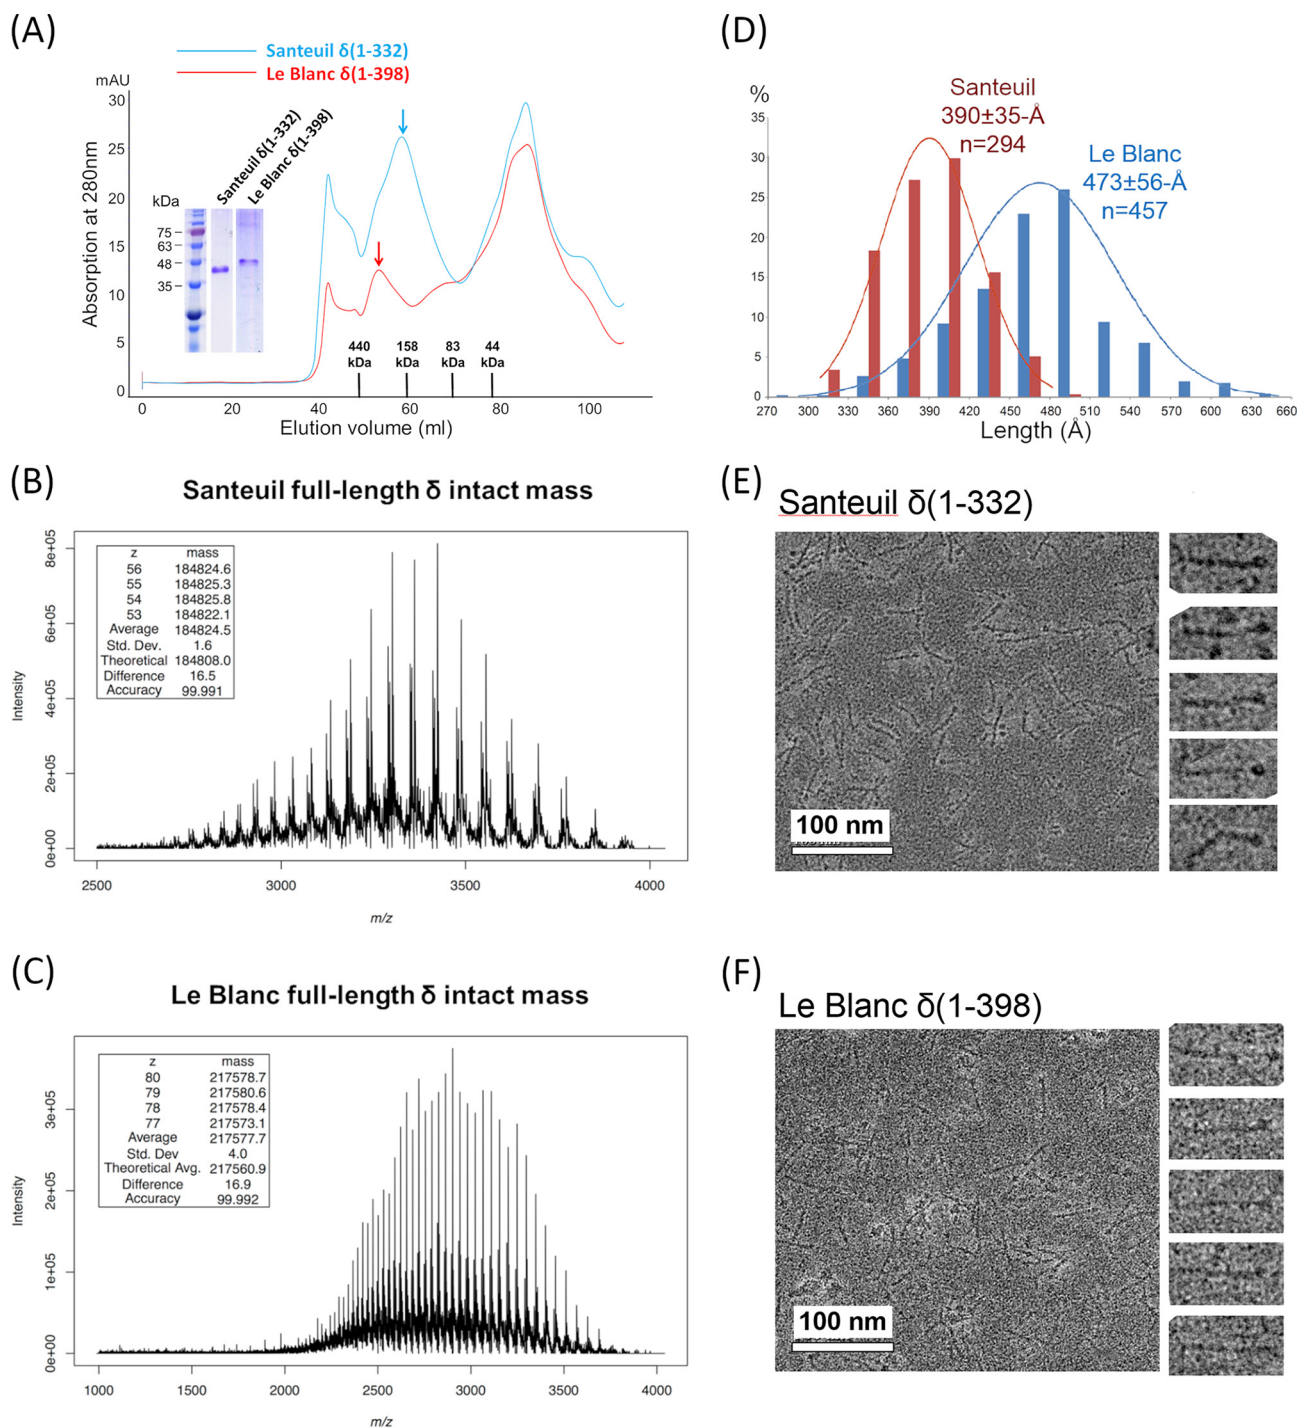 (A)
Santeuil δ(1-332)
Le Blanc δ(1-398)
mAU
30
25
20
15
10
5
0
Absorption at 280nm
kDa
75
63
48
35
Santeuil δ(1-332)
Le Blanc δ(1-398)
440 kDa
158 kDa
83 kDa
44 kDa
0 20 40 60 80 100
Elution volume (ml)
(D)
%
35
30
25
20
15
10
5
0
Santeuil
390±35-Å
n=294
Le Blanc
473±56-Å
n=457
270 300 330 360 390 420 450 480 510 540 570 600 630 660
Length (Å)
(B)
Santeuil full-length δ intact mass
z mass
56 184824.6
55 184825.3
54 184825.8
53 184822.1
Average 184824.5
Std. Dev. 1.6
Theoretical 184808.0
Difference 16.5
Accuracy 99.991
8e+05
6e+05
4e+05
2e+05
0e+00
Intensity
2500 3000 3500 4000
m/z
(E)
Santeuil δ(1-332)
100 nm
(C)
Le Blanc full-length δ intact mass
z mass
80 217578.7
79 217580.6
78 217578.4
77 217573.1
Average 217577.7
Std. Dev 4.0
Theoretical Avg. 217560.9
Difference 16.9
Accuracy 99.992
3e+05
2e+05
1e+05
0e+00
Intensity
1000 1500 2000 2500 3000 3500 4000
m/z
(F)
Le Blanc δ(1-398)
100 nm